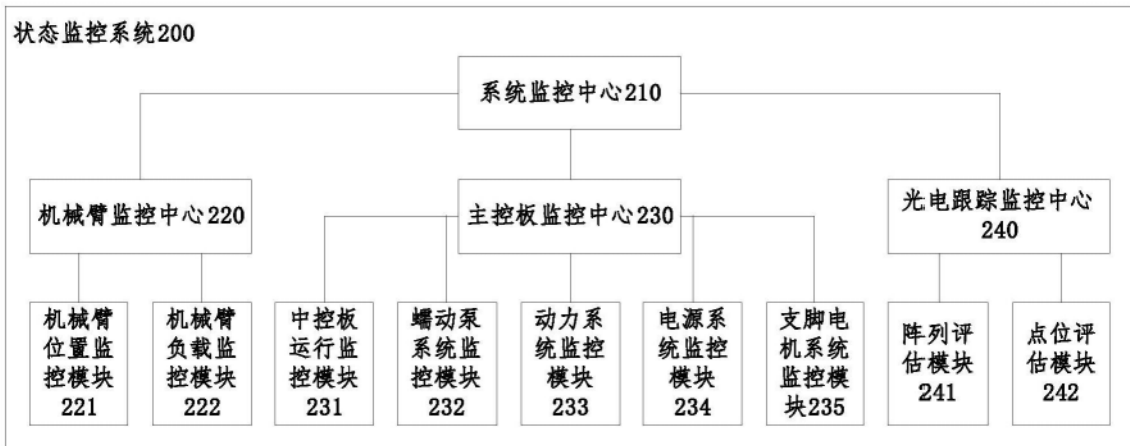 状态监控系统200
系统监控中心210
机械臂监控中心220
主控板监控中心230
光电跟踪监控中心
240
机械臂
位置监
控模块
221
机械臂
负载监
控模块
222
中控板
运行监
控模块
231
蠕动泵
系统监
控模块
232
动力系
统监控
模块
233
电源系
统监控
模块
234
支脚电
机系统
监控模
块235
阵列评
估模块
241
点位评
估模块
242